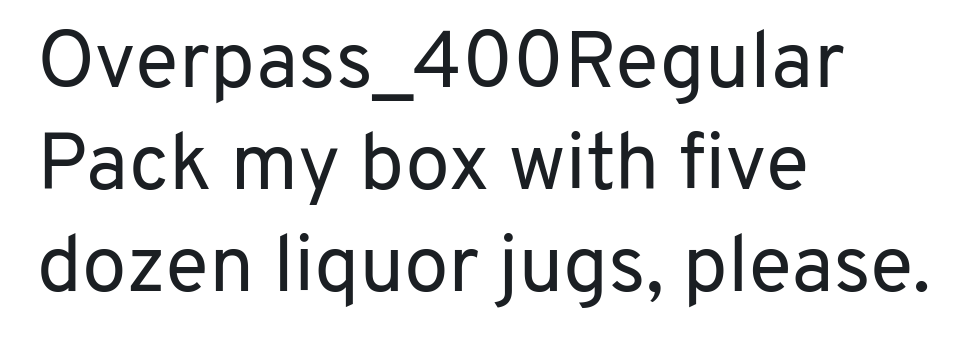 Overpass_400Regular
Pack my box with five
dozen liquor jugs, please.